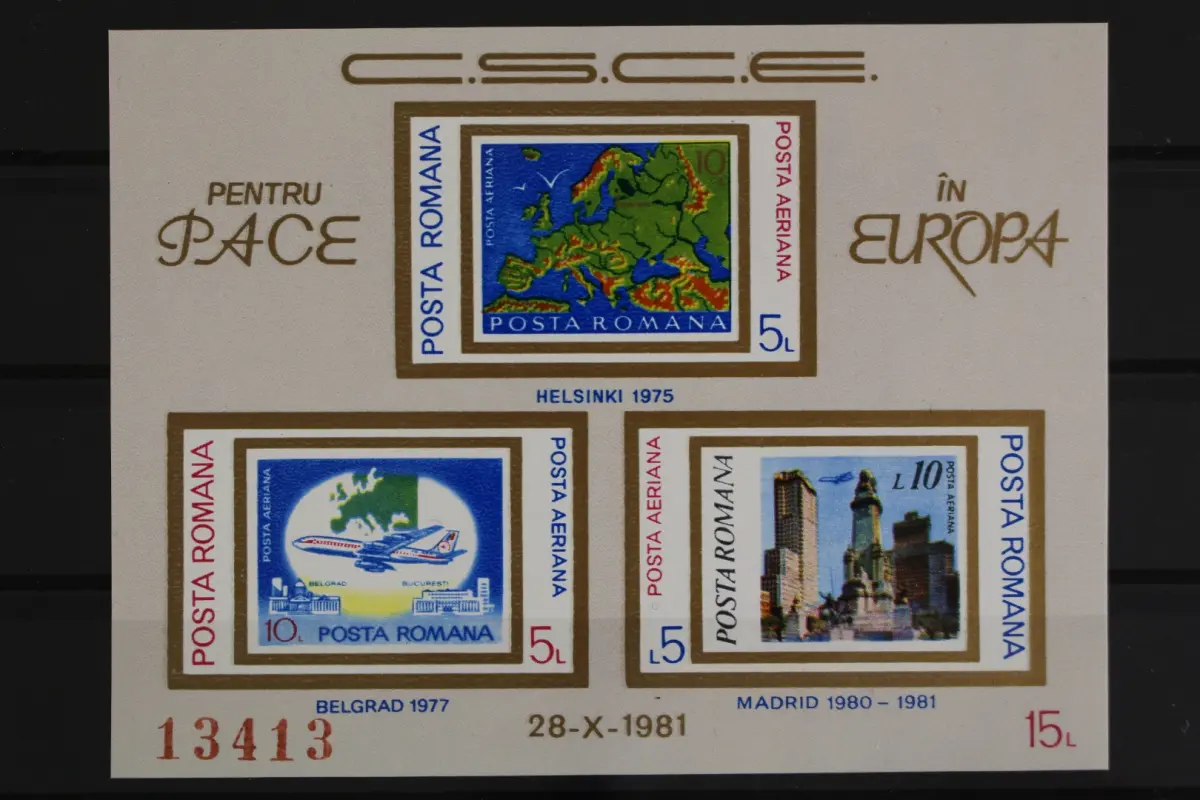 C.S.C.E.
PENTRU
PACE
ÎN
EUROPA
POSTA ROMANA
POSTA AERIANA
10
POSTA ROMANA
POSTA AERIANA
5L
HELSINKI 1975
POSTA ROMANA
POSTA AERIANA
BELGRAD
BUCURESTI
10L POSTA ROMANA
POSTA AERIANA
5L
BELGRAD 1977
POSTA AERIANA
L5
POSTA ROMANA
L10
POSTA AERIANA
POSTA ROMANA
MADRID 1980 - 1981
13413
28-X-1981
15L